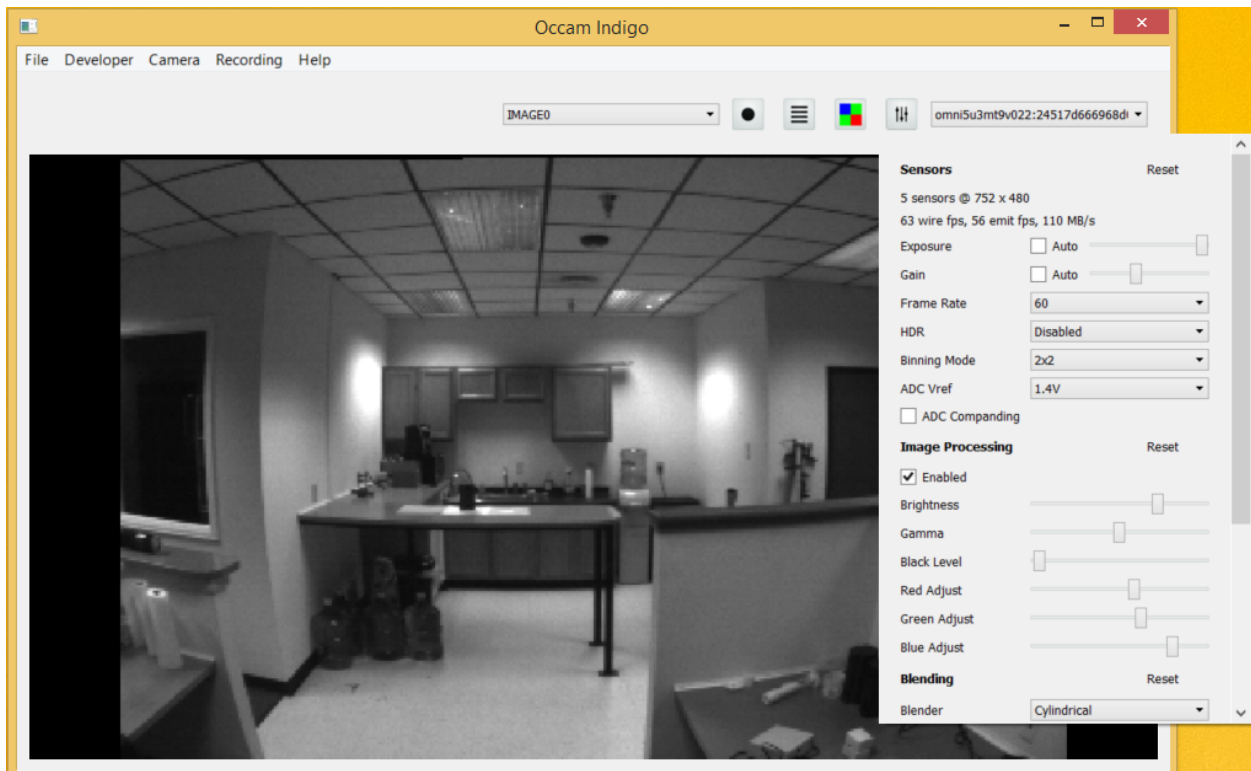 Occam Indigo
File Developer Camera Recording Help
IMAGE0
omni5u3mt9v022:24517d666968d
Sensors Reset
5 sensors @ 752 x 480
63 wire fps, 56 emit fps, 110 MB/s
Exposure Auto
Gain Auto
Frame Rate 60
HDR Disabled
Binning Mode 2x2
ADC Vref 1.4V
ADC Companding
Image Processing Reset
Enabled
Brightness
Gamma
Black Level
Red Adjust
Green Adjust
Blue Adjust
Blending Reset
Blender Cylindrical